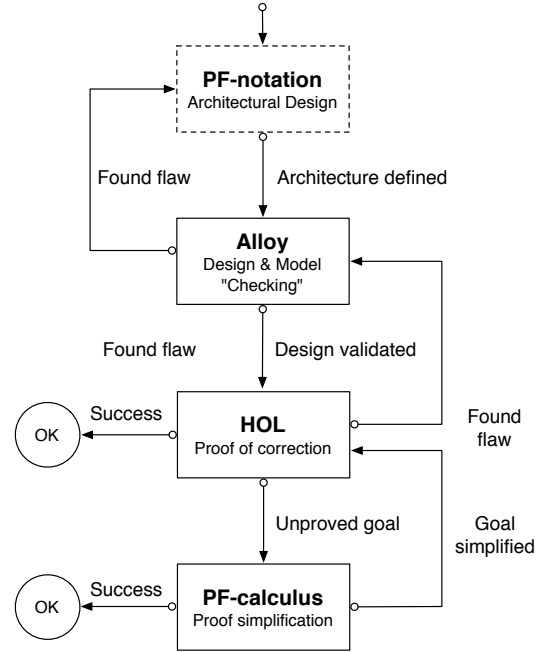 PF-notation
Architectural Design
Found flaw
Architecture defined
Alloy
Design & Model
"Checking"
Found flaw
Design validated
OK
Success
HOL
Proof of correction
Found
flaw
Unproved goal
Goal
simplified
OK
Success
PF-calculus
Proof simplification